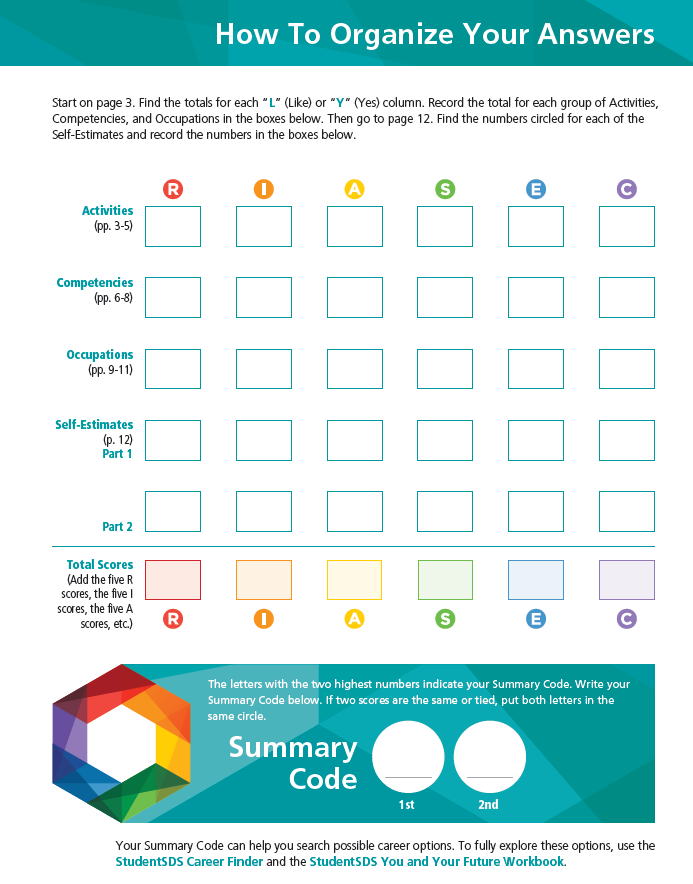 How To Organize Your Answers
Start on page 3. Find the totals for each “L” (Like) or “Y” (Yes) column. Record the total for each group of Activities,
Competencies, and Occupations in the boxes below. Then go to page 12. Find the numbers circled for each of the
Self-Estimates and record the numbers in the boxes below.
R I A S E C
Activities
(pp. 3-5)
Competencies
(pp. 6-8)
Occupations
(pp. 9-11)
Self-Estimates
(p. 12)
Part 1
Part 2
Total Scores
(Add the five R
scores, the five I
scores, the five A
scores, etc.)
R I A S E C
The letters with the two highest numbers indicate your Summary Code. Write your
Summary Code below. If two scores are the same or tied, put both letters in the
same circle.
Summary
Code
1st 2nd
Your Summary Code can help you search possible career options. To fully explore these options, use the
StudentSDS Career Finder and the StudentSDS You and Your Future Workbook.